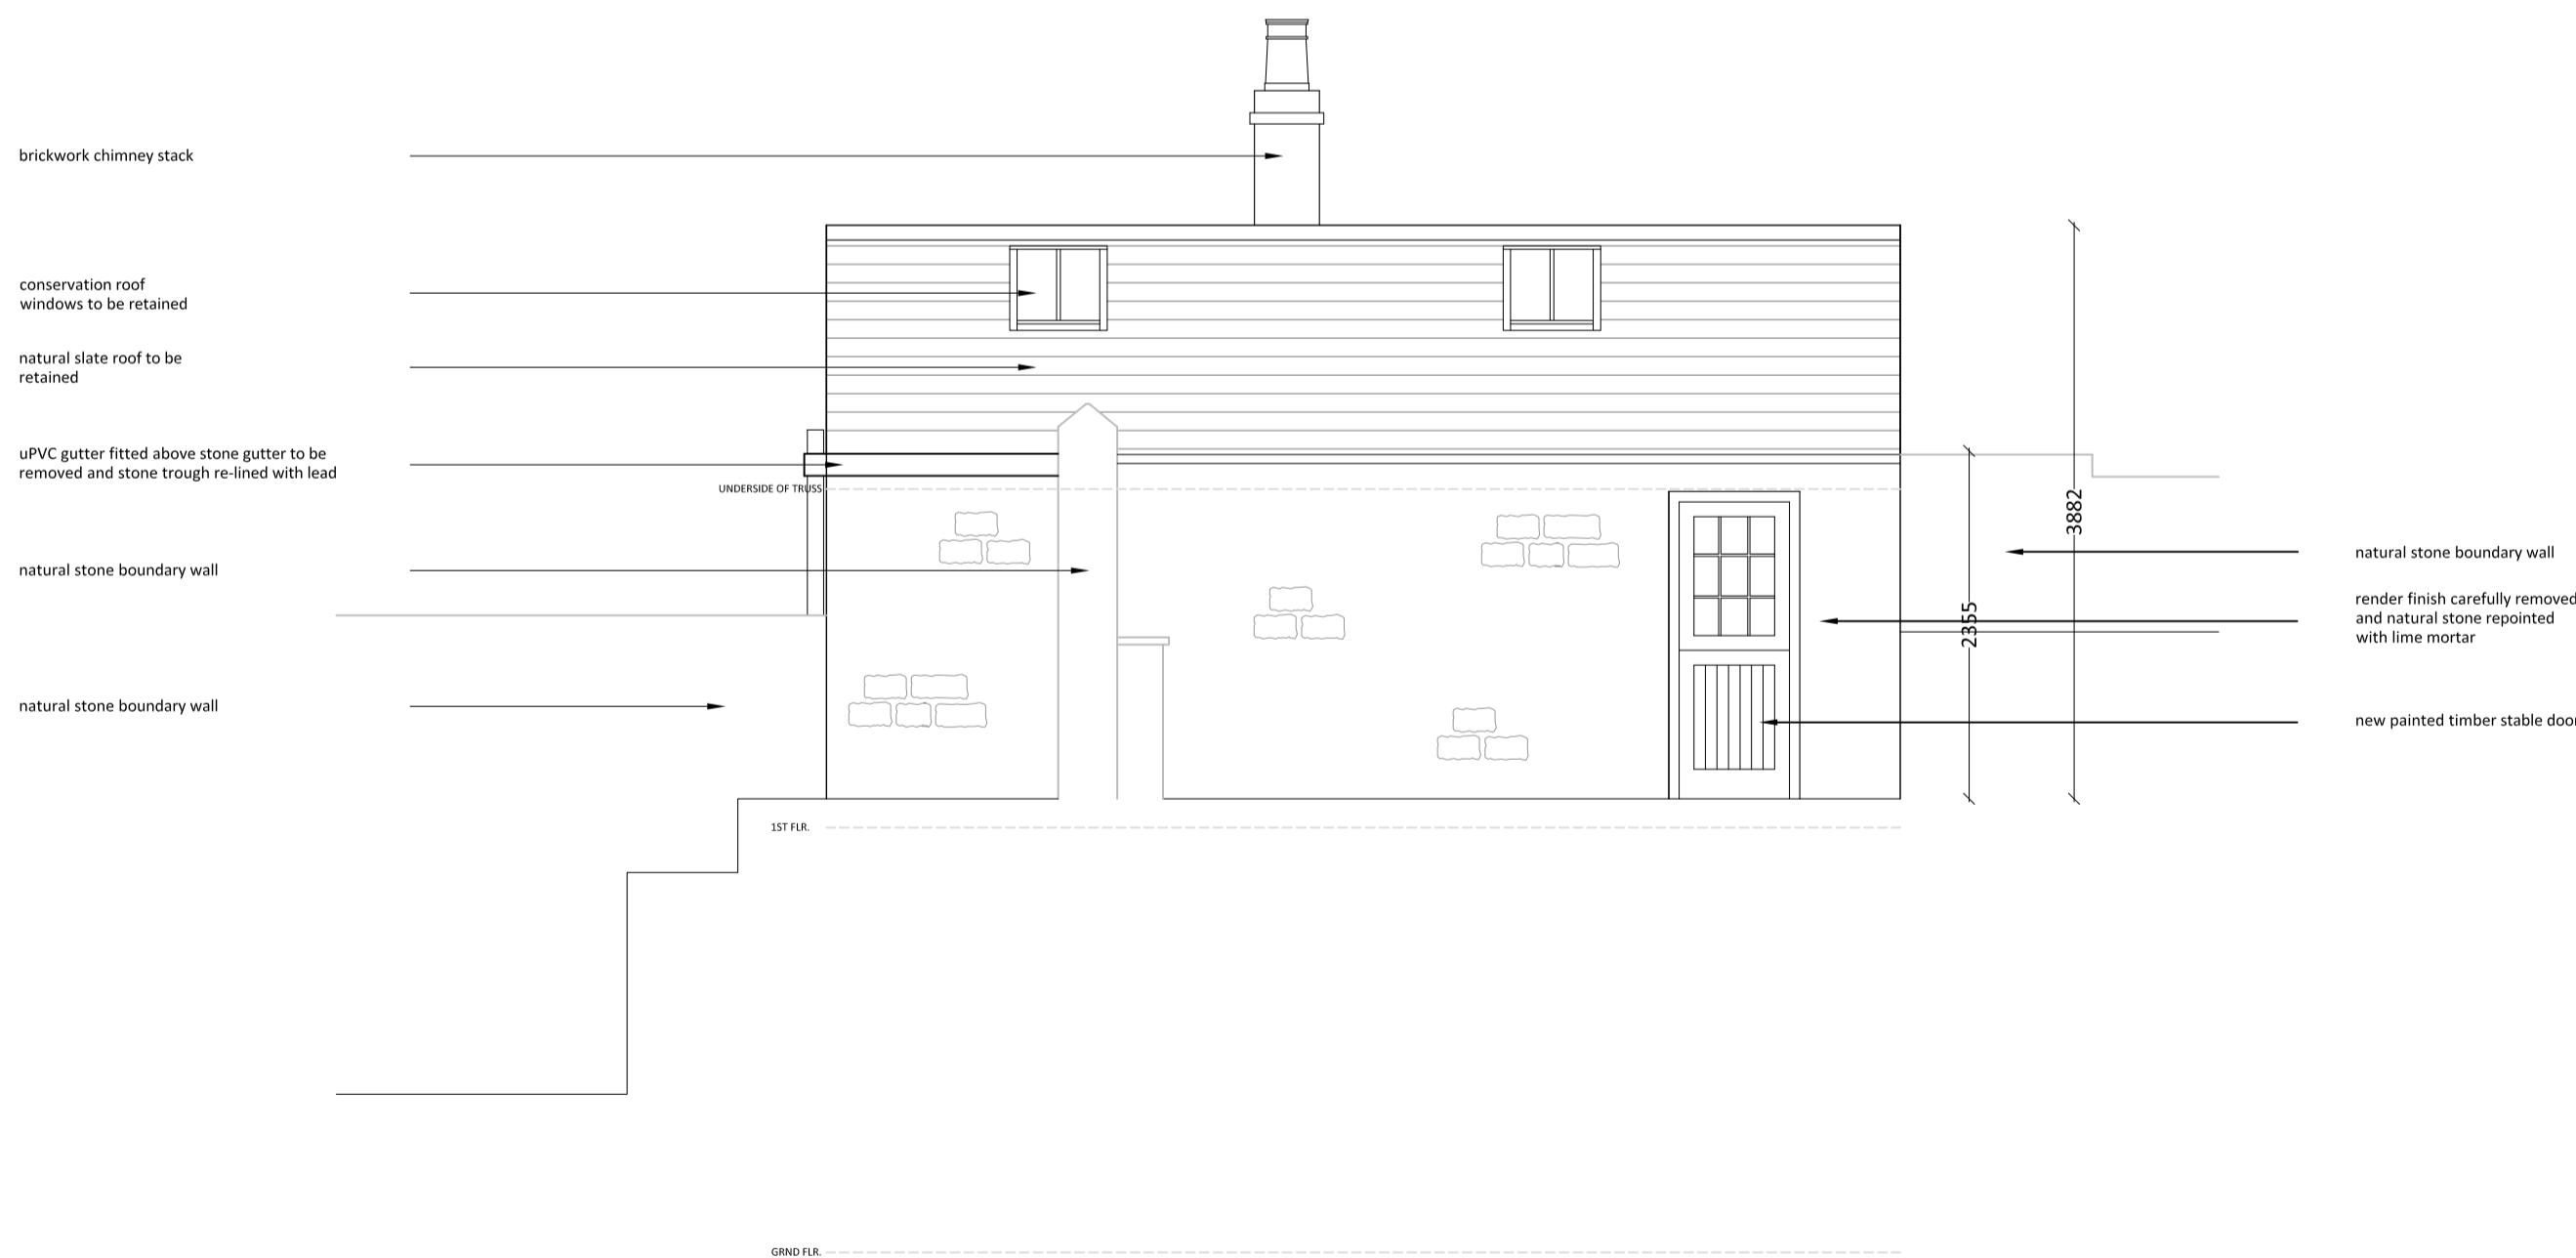 brickwork chimney stack
conservation roof
windows to be retained
natural slate roof to be
retained
uPVC gutter fitted above stone gutter to be
removed and stone trough re-lined with lead
UNDERSIDE OF TRUSS
natural stone boundary wall
natural stone boundary wall
1ST FLR.
GRND FLR.
3882
2355
natural stone boundary wall
render finish carefully removed
and natural stone repointed
with lime mortar
new painted timber stable door